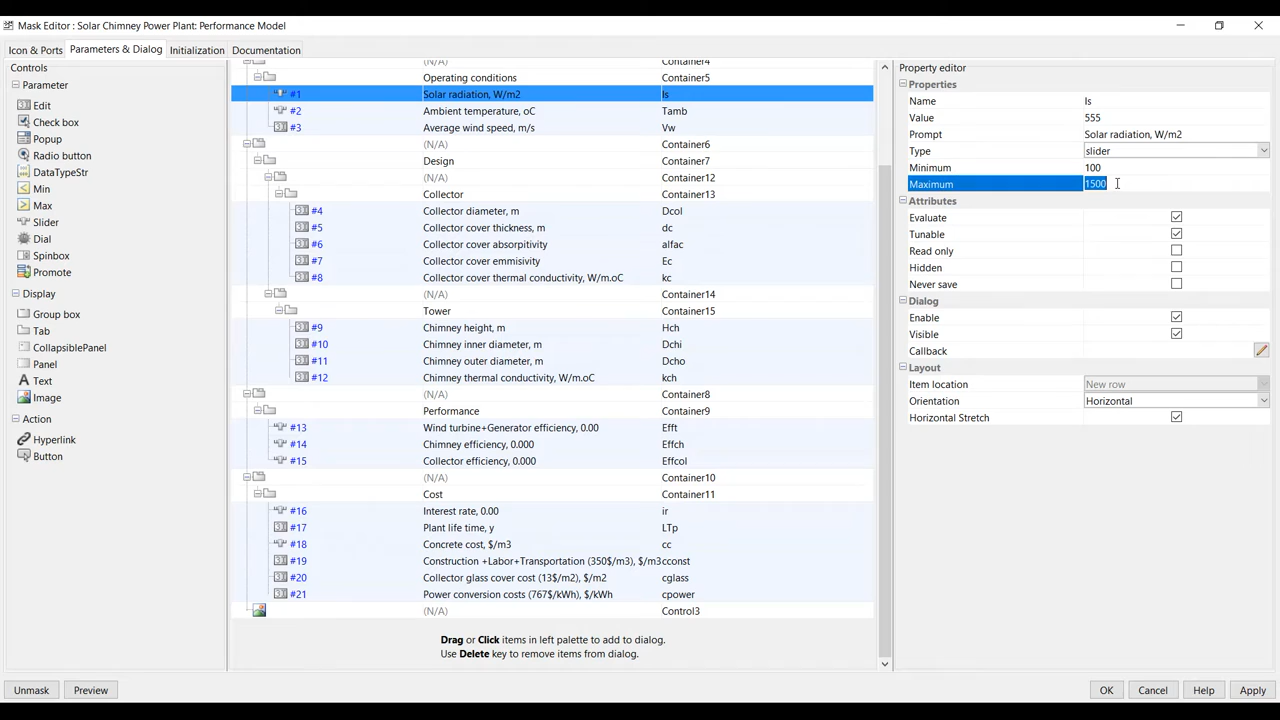 Mask Editor : Solar Chimney Power Plant: Performance Model
Icon & Ports Parameters & Dialog Initialization Documentation
Controls
Parameter
Edit
Check box
Popup
Radio button
DataTypeStr
Min
Max
Slider
Dial
Spinbox
Promote
Display
Group box
Tab
CollapsiblePanel
Panel
Text
Image
Action
Hyperlink
Button
(N/A) Container4
Operating conditions Container5
#1 Solar radiation, W/m2 Is
#2 Ambient temperature, oC Tamb
#3 Average wind speed, m/s Vw
(N/A) Container6
Design Container7
(N/A) Container12
Collector Container13
#4 Collector diameter, m Dcol
#5 Collector cover thickness, m dc
#6 Collector cover absorpitivity alfac
#7 Collector cover emmisivity Ec
#8 Collector cover thermal conductivity, W/m.oC kc
(N/A) Container14
Tower Container15
#9 Chimney height, m Hch
#10 Chimney inner diameter, m Dchi
#11 Chimney outer diameter, m Dcho
#12 Chimney thermal conductivity, W/m.oC kch
(N/A) Container8
Performance Container9
#13 Wind turbine+Generator efficiency, 0.00 Efft
#14 Chimney efficiency, 0.000 Effch
#15 Collector efficiency, 0.000 Effcol
(N/A) Container10
Cost Container11
#16 Interest rate, 0.00 ir
#17 Plant life time, y LTp
#18 Concrete cost, $/m3 cc
#19 Construction +Labor+Transportation (350$/m3), $/m3 cconst
#20 Collector glass cover cost (13$/m2), $/m2 cglass
#21 Power conversion costs (767$/kWh), $/kWh cpower
(N/A) Control3
Drag or Click items in left palette to add to dialog.
Use Delete key to remove items from dialog.
Property editor
Properties
Name Is
Value 555
Prompt Solar radiation, W/m2
Type slider
Minimum 100
Maximum 1500
Attributes
Evaluate
Tunable
Read only
Hidden
Never save
Dialog
Enable
Visible
Callback
Layout
Item location New row
Orientation Horizontal
Horizontal Stretch
Unmask Preview OK Cancel Help Apply